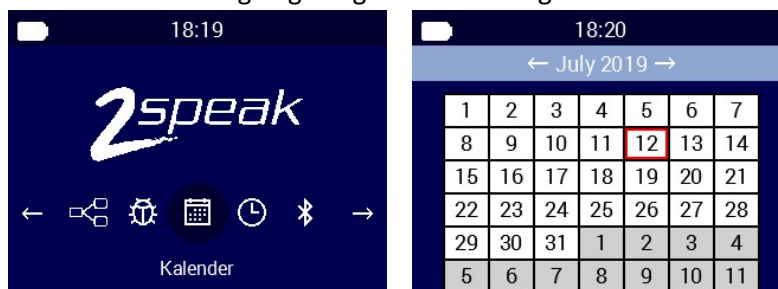 18:19
2speak
← →
Kalender
18:20
← July 2019 →
1 2 3 4 5 6 7
8 9 10 11 12 13 14
15 16 17 18 19 20 21
22 23 24 25 26 27 28
29 30 31 1 2 3 4
5 6 7 8 9 10 11